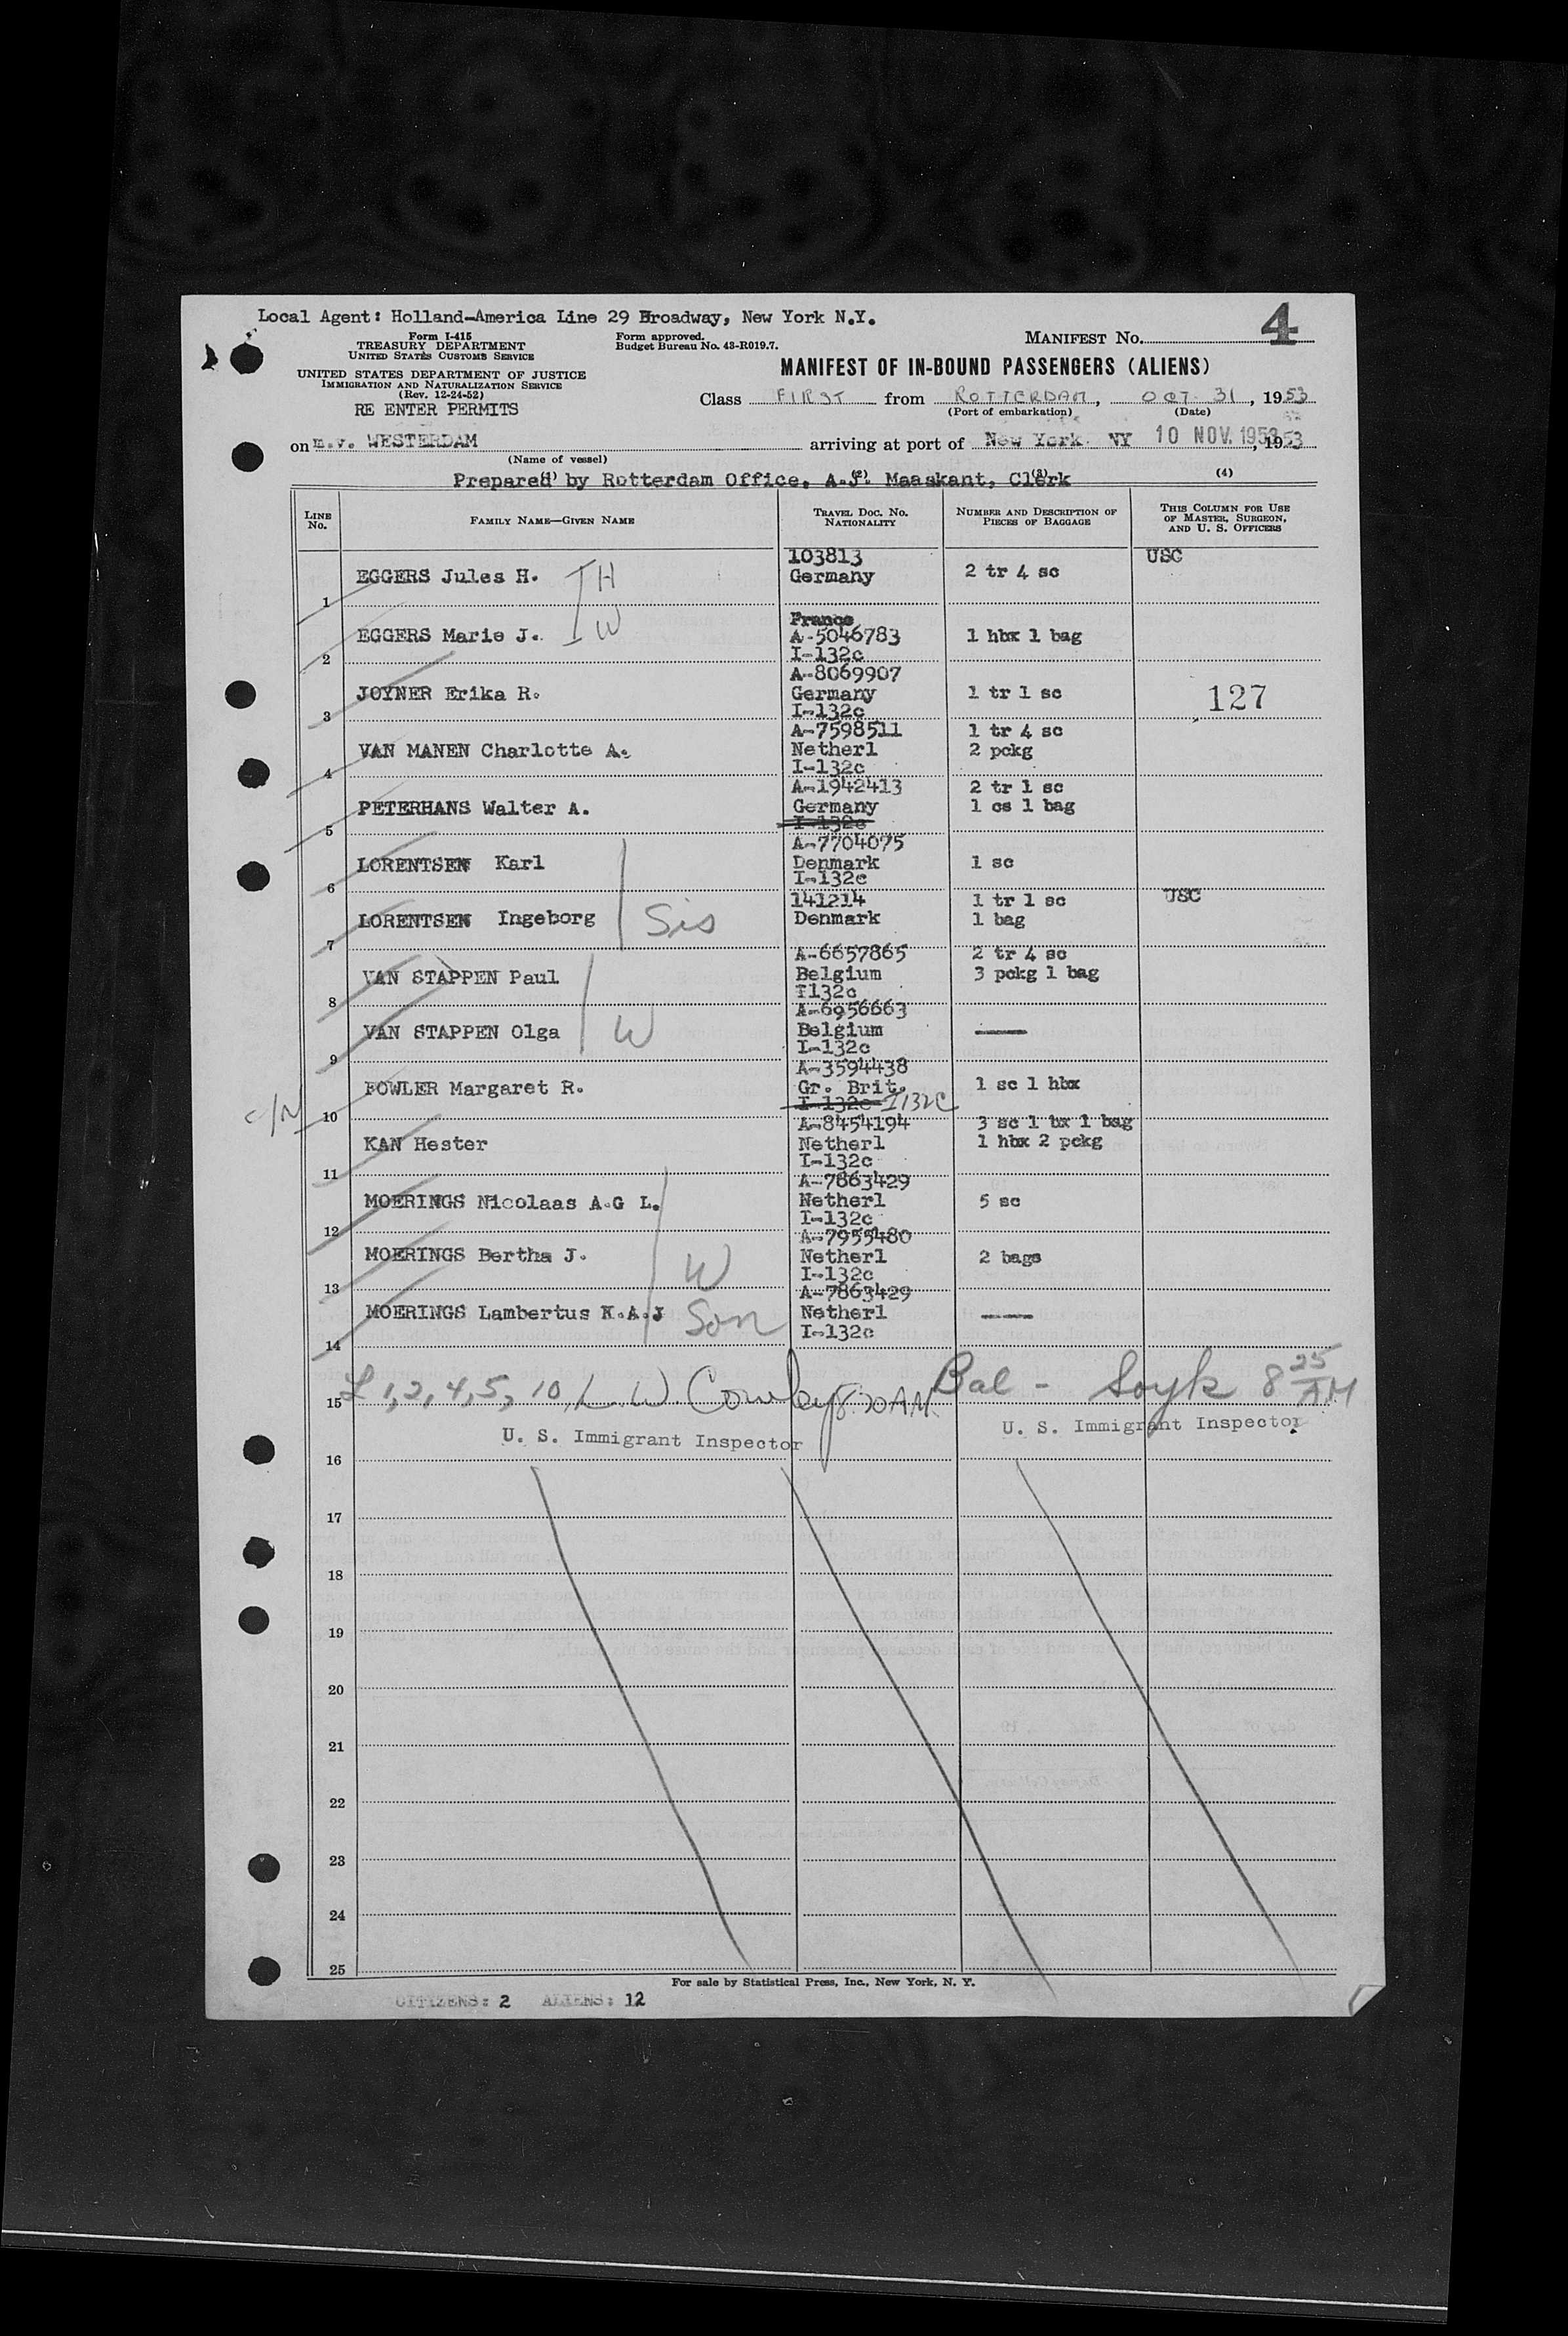 Local Agent: Holland-America Line 29 Broadway, New York N.Y.
Form I-415
TREASURY DEPARTMENT
UNITED STATES CUSTOMS SERVICE
Form approved.
Budget Bureau No. 43-R019.7.
MANIFEST No. 4
UNITED STATES DEPARTMENT OF JUSTICE
IMMIGRATION AND NATURALIZATION SERVICE
(Rev. 12-24-52)
RE ENTER PERMITS
MANIFEST OF IN-BOUND PASSENGERS (ALIENS)
Class FIRST from ROTTERDAM, OCT. 31, 1953
(Port of embarkation) (Date)
on m.v. WESTERDAM arriving at port of New York NY 10 NOV. 1953, 1953
(Name of vessel)
Prepared by Rotterdam Office, A.J. Maaskant, Clerk
(2) (3) (4)
LINE No.
FAMILY NAME—GIVEN NAME
TRAVEL DOC. NO. NATIONALITY
NUMBER AND DESCRIPTION OF PIECES OF BAGGAGE
THIS COLUMN FOR USE OF MASTER, SURGEON, AND U. S. OFFICERS
103813 USC
EGGERS Jules H. H Germany 2 tr 4 sc
1
France
EGGERS Marie J. W A-5046783 1 hbx 1 bag
2 I-132c
A-8069907
JOYNER Erika R. Germany 1 tr 1 sc 127
3 I-132c
A-7598511 1 tr 4 sc
VAN MANEN Charlotte A. Netherl 2 pckg
4 I-132c
A-1942413 2 tr 1 sc
PETERHANS Walter A. Germany 1 cs 1 bag
5 I-132c
A-7704075
LORENTSEN Karl Denmark 1 sc
6 I-132c
141214 1 tr 1 sc USC
LORENTSEN Ingeborg Sis Denmark 1 bag
7
A-6657865 2 tr 4 sc
VAN STAPPEN Paul Belgium 3 pckg 1 bag
8 I132c
A-6956663
VAN STAPPEN Olga W Belgium
9 I-132c
A-3594438
FOWLER Margaret R. Gr. Brit. 1 sc 1 hbx
10 I-132c I132C
A-8454194 3 sc 1 bx 1 bag
KAN Hester Netherl 1 hbx 2 pckg
11 I-132c
A-7863429
MOERINGS Nicolaas A.G L. Netherl 5 sc
12 I-132c
A-7955480
MOERINGS Bertha J. W Netherl 2 bags
13 I-132c
A-7863429
MOERINGS Lambertus K.A.J Son Netherl
14 I-132c
15 L 1, 2, 4, 5, 10, L. W. Cowley 8:30 AM Bal - Soyk 8 25 AM
U. S. Immigrant Inspector U. S. Immigrant Inspector
16
17
18
19
20
21
22
23
24
25
For sale by Statistical Press, Inc., New York, N. Y.
CITIZENS: 2 ALIENS: 12